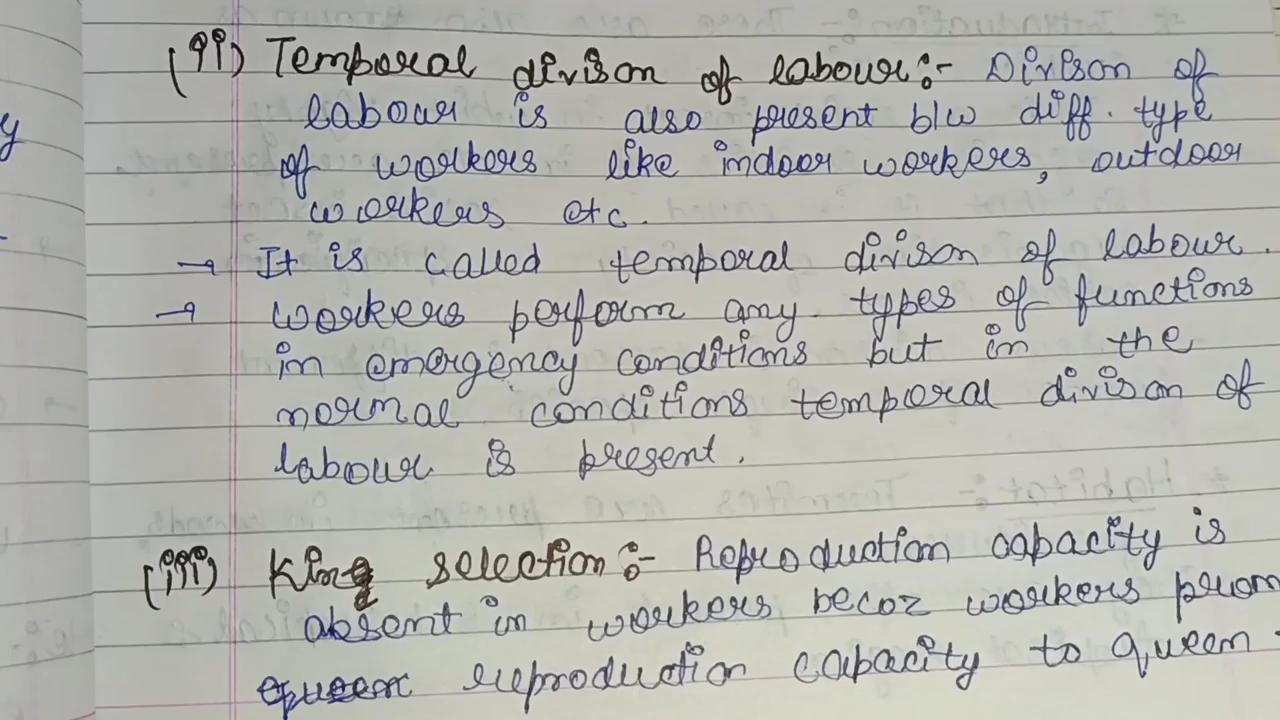 (ii) Temporal divison of labour:- Divison of
labour is also present b/w diff. type
of workers like indoor workers, outdoor
workers etc.
→ It is called temporal divison of labour.
→ workers perform any types of functions
in emergency conditions but in the
normal conditions temporal divison of
labour is present.
(iii) King selection:- Reproduction capacity is
absent in workers becoz workers prom
reproduction capacity to queen